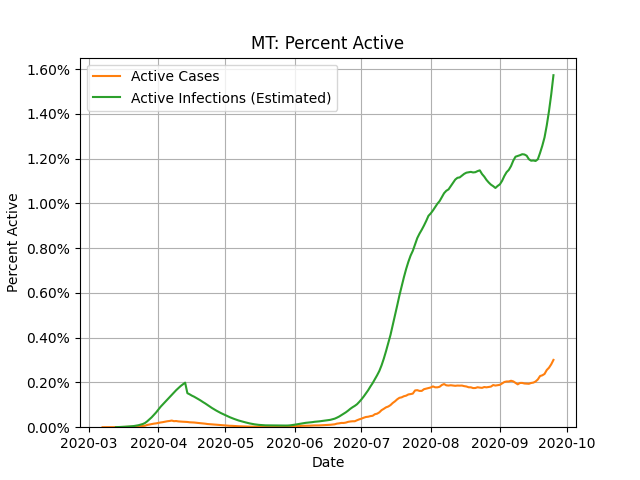 MT: Percent Active
Active Cases
Active Infections (Estimated)
Percent Active
1.60%
1.40%
1.20%
1.00%
0.80%
0.60%
0.40%
0.20%
0.00%
2020-03 2020-04 2020-05 2020-06 2020-07 2020-08 2020-09 2020-10
Date